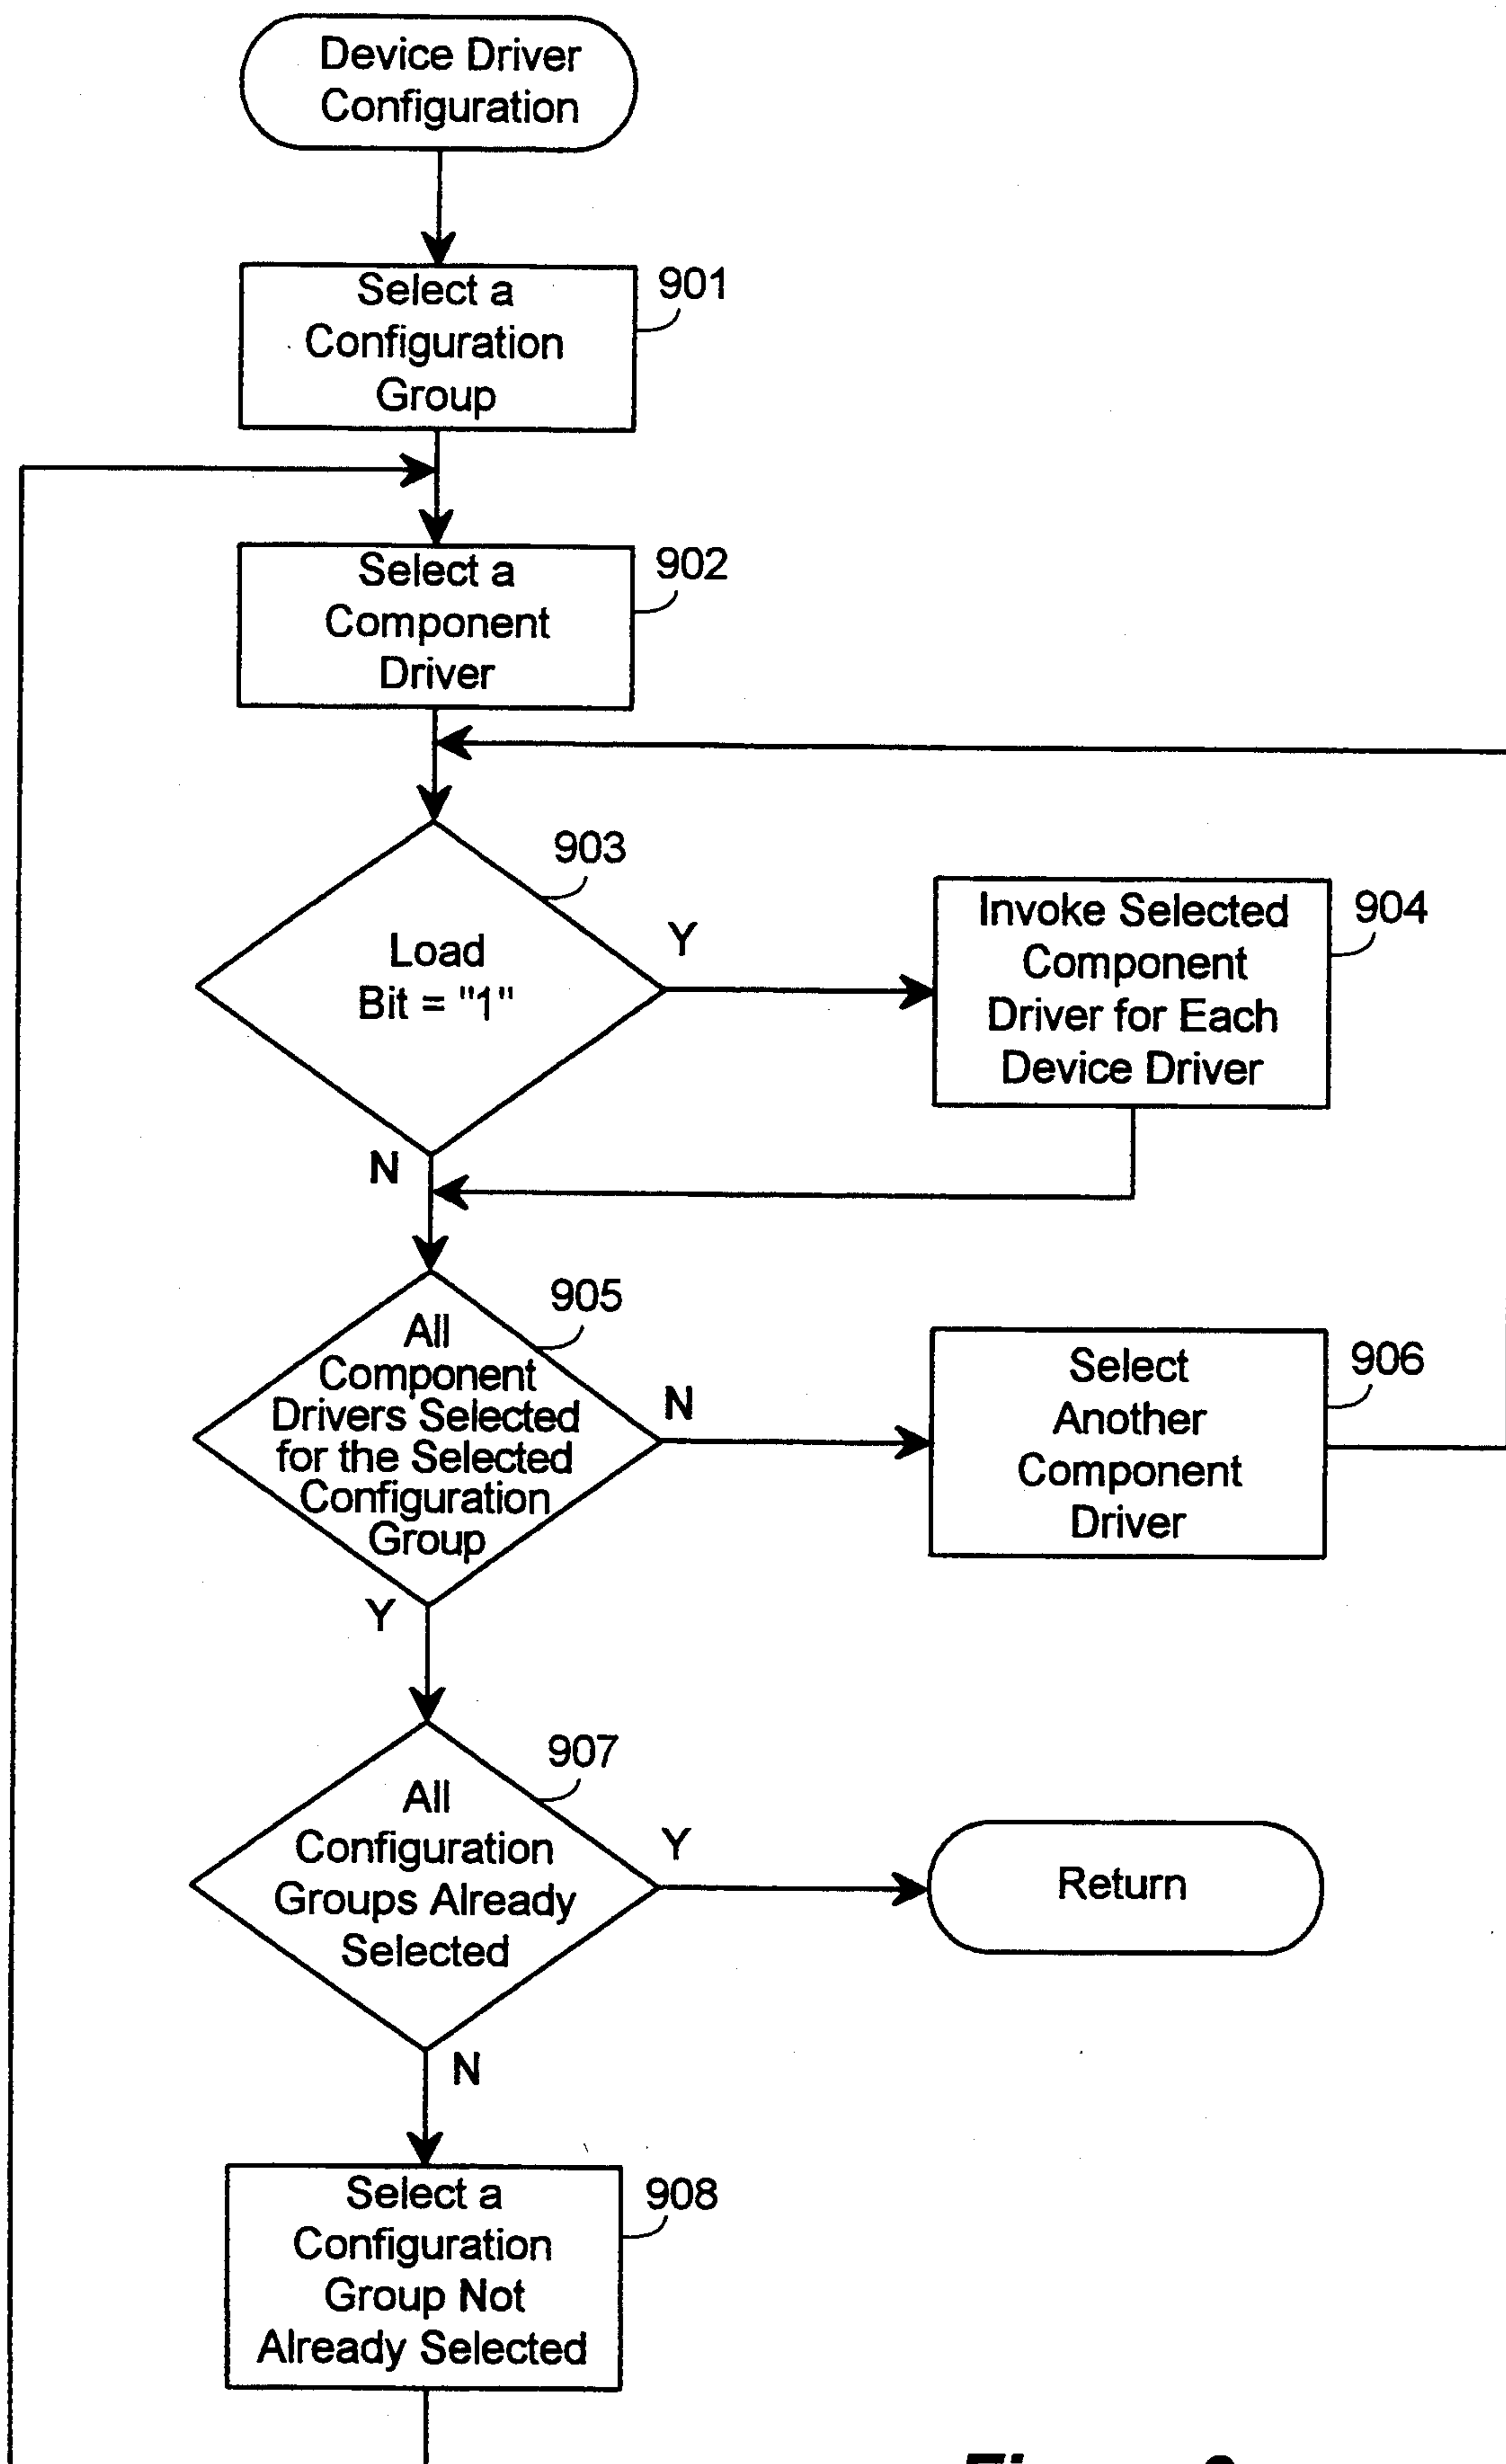 Device Driver
Configuration
Select a
Configuration
Group
901
Select a
Component
Driver
902
903
Load
Bit = "1"
Y
N
Invoke Selected
Component
Driver for Each
Device Driver
904
905
All
Component
Drivers Selected
for the Selected
Configuration
Group
N
Y
Select
Another
Component
Driver
906
907
All
Configuration
Groups Already
Selected
Y
N
Return
Select a
Configuration
Group Not
Already Selected
908